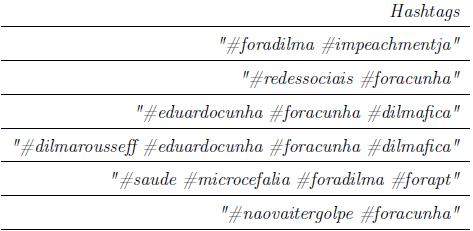 Hashtags
"#foradilma #impeachmentja"
"#redessociais #foracunha"
"#eduardocunha #foracunha #dilmafica"
"#dilmarousseff #eduardocunha #foracunha #dilmafica"
"#saude #microcefalia #foradilma #forapt"
"#naovaitergolpe #foracunha"